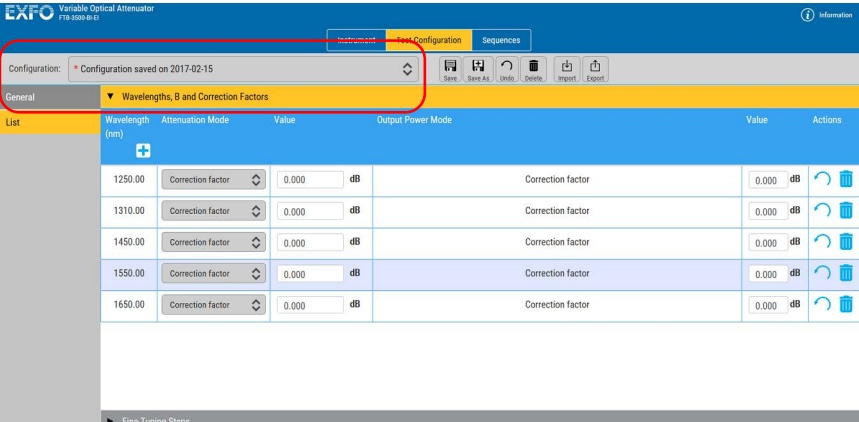 EXFO Variable Optical Attenuator
FTB-3500-BI-EI
Information
Instrument Test Configuration Sequences
Configuration: * Configuration saved on 2017-02-15
Save Save As Undo Delete Import Export
General ▼ Wavelengths, B and Correction Factors
List
Wavelength Attenuation Mode Value Output Power Mode Value Actions
(nm)
1250.00 Correction factor 0.000 dB Correction factor 0.000 dB
1310.00 Correction factor 0.000 dB Correction factor 0.000 dB
1450.00 Correction factor 0.000 dB Correction factor 0.000 dB
1550.00 Correction factor 0.000 dB Correction factor 0.000 dB
1650.00 Correction factor 0.000 dB Correction factor 0.000 dB
Fine Tuning Steps